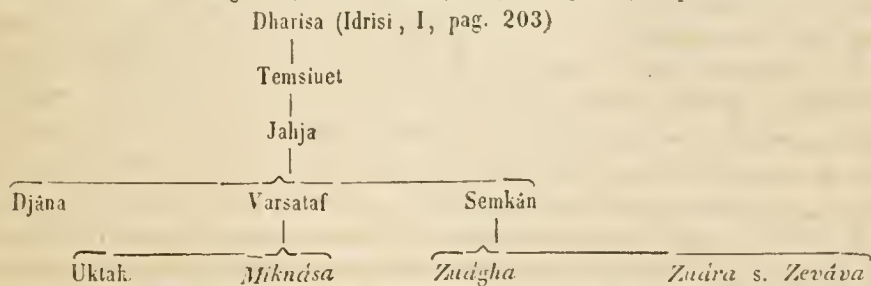 Dharisa (Idrisi, I, pag. 203)
Temsiuet
Jahja
Djána Varsataf Semkán
Uktak Miknása Zuágha Zuára s. Zeváva